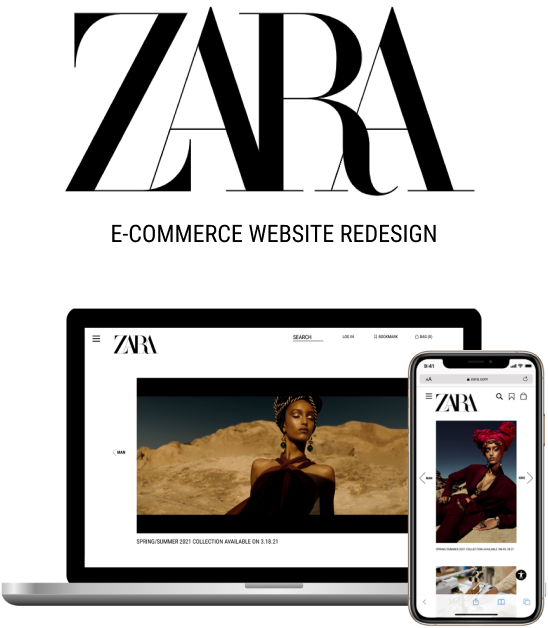 ZARA
E-COMMERCE WEBSITE REDESIGN
ZARA
SEARCH
LOG IN
BOOKMARK
BAG (0)
MAN
SPRING/SUMMER 2021 COLLECTION AVAILABLE ON 3.18.21
9:41
AA
zara.com
ZARA
MAN
KIDS
SPRING/SUMMER 2021 COLLECTION AVAILABLE ON 03.18.21